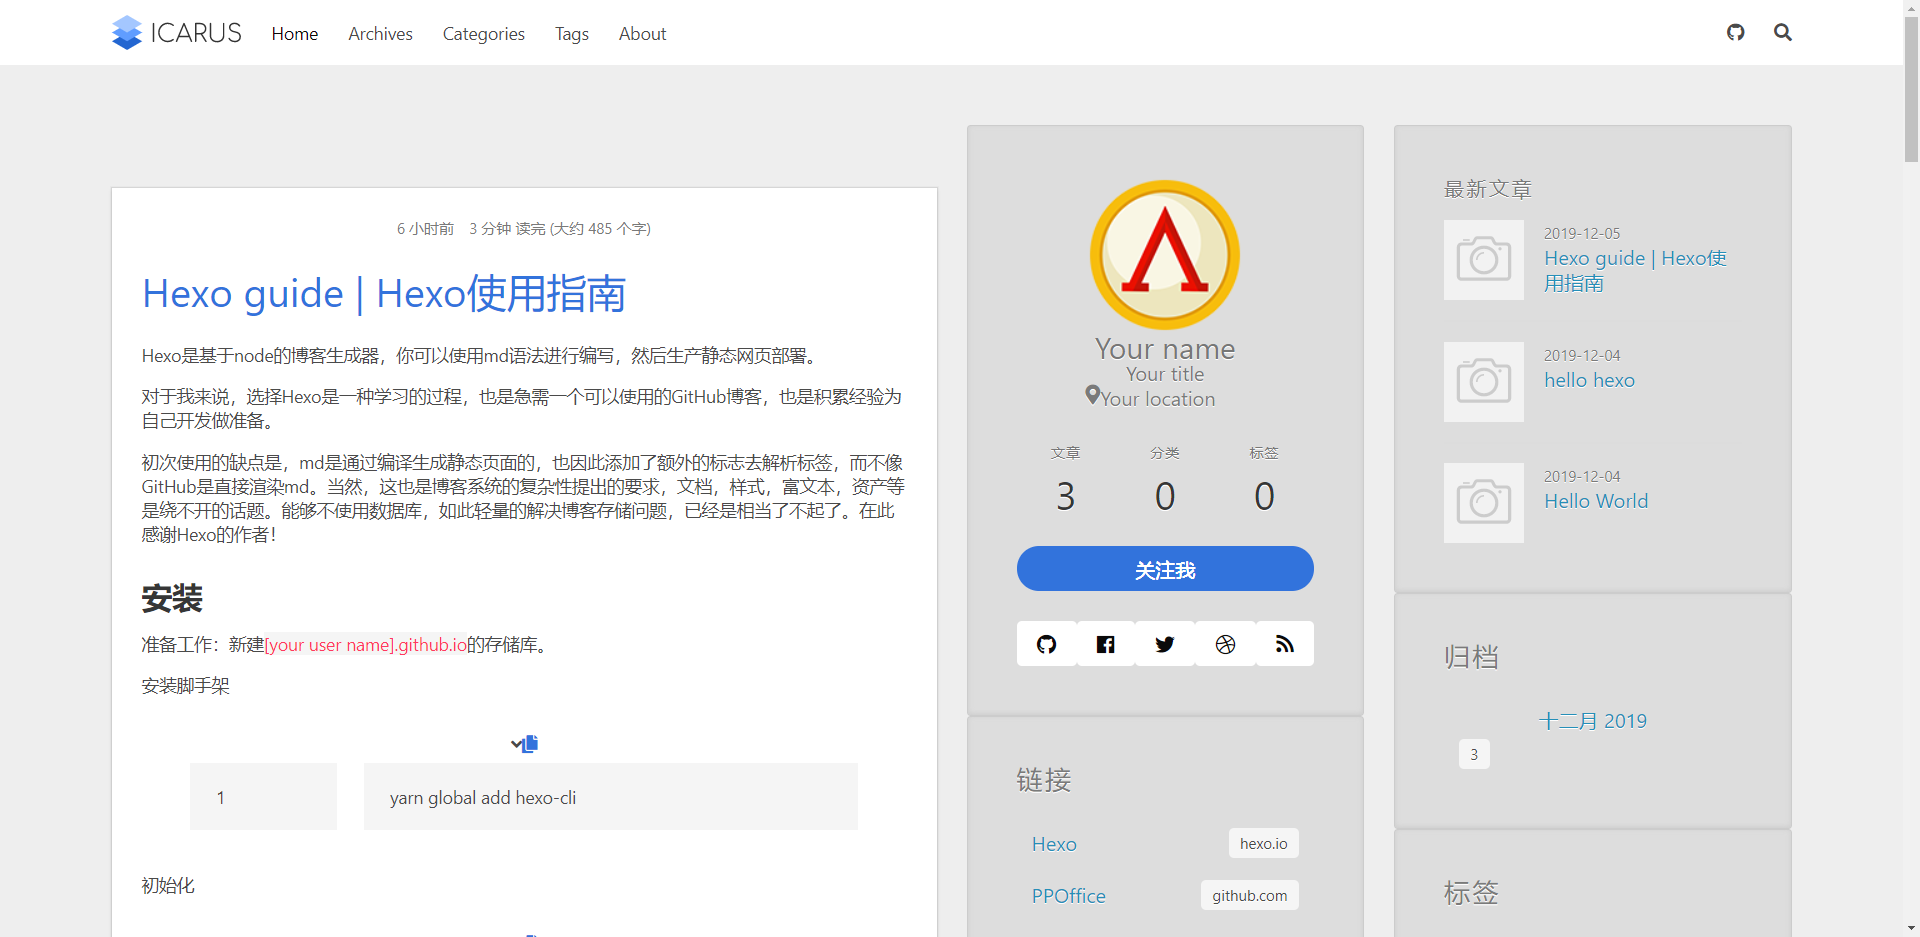 ICARUS Home Archives Categories Tags About
6 小时前 3 分钟 读完 (大约 485 个字)
Hexo guide | Hexo使用指南
Hexo是基于node的博客生成器，你可以使用md语法进行编写，然后生产静态网页部署。
对于我来说，选择Hexo是一种学习的过程，也是急需一个可以使用的GitHub博客，也是积累经验为
自己开发做准备。
初次使用的缺点是，md是通过编译生成静态页面的，也因此添加了额外的标志去解析标签，而不像
GitHub是直接渲染md。当然，这也是博客系统的复杂性提出的要求，文档，样式，富文本，资产等
是绕不开的话题。能够不使用数据库，如此轻量的解决博客存储问题，已经是相当了不起了。在此
感谢Hexo的作者！
安装
准备工作：新建[your user name].github.io的存储库。
安装脚手架
1 yarn global add hexo-cli
初始化
Your name
Your title
Your location
文章 分类 标签
3 0 0
关注我
链接
Hexo hexo.io
PPOffice github.com
最新文章
2019-12-05
Hexo guide | Hexo使
用指南
2019-12-04
hello hexo
2019-12-04
Hello World
归档
十二月 2019
3
标签